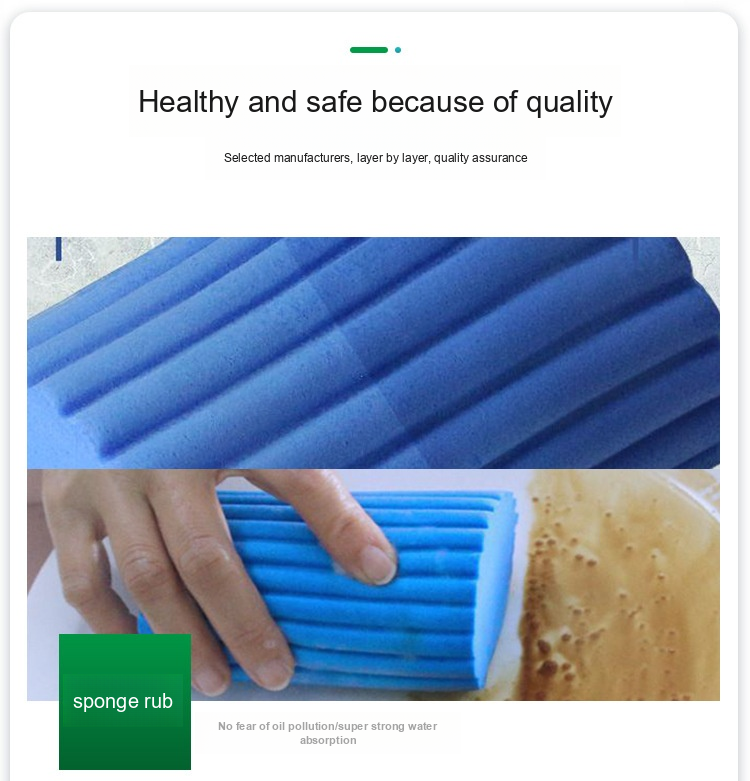 Healthy and safe because of quality
Selected manufacturers, layer by layer, quality assurance
sponge rub
No fear of oil pollution/super strong water
absorption